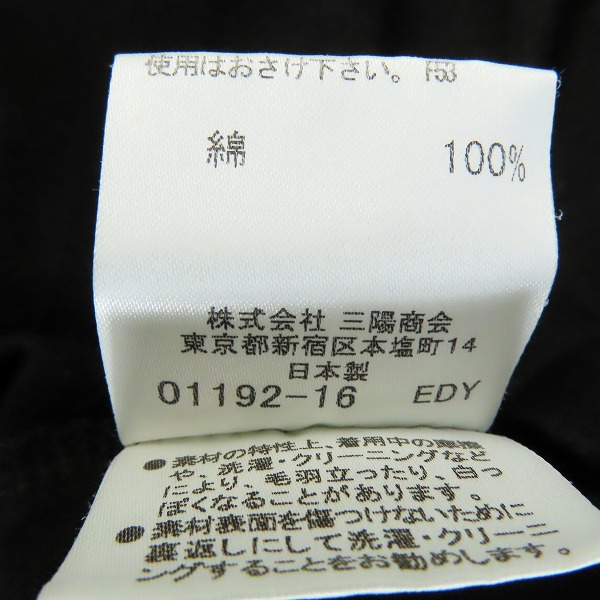 使用はおさけ下さい。 F53
綿 100%
株式会社 三陽商会
東京都新宿区本塩町14
日本製
01192-16 EDY
●素材の特性上、着用中の摩擦
や、洗濯・クリーニングなど
により、毛羽立ったり、白っ
ぽくなることがあります。
●素材表面を傷つけないために
裏返しにして洗濯・クリーニ
ングすることをお勧めします。